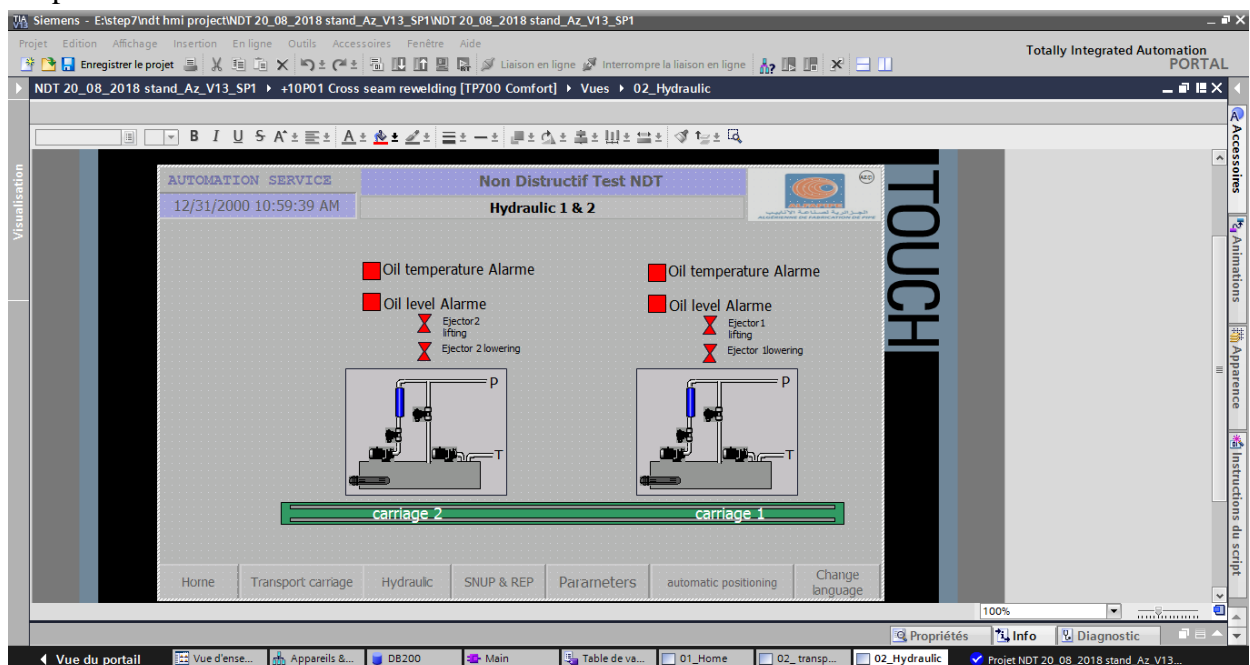 Siemens - E:\step7\ndt hmi project\NDT 20_08_2018 stand_Az_V13_SP1\NDT 20_08_2018 stand_Az_V13_SP1
Projet Edition Affichage Insertion En ligne Outils Accessoires Fenêtre Aide
Totally Integrated Automation
PORTAL
Enregistrer le projet Liaison en ligne Interrompre la liaison en ligne
NDT 20_08_2018 stand_Az_V13_SP1 +10P01 Cross seam rewelding [TP700 Comfort] Vues 02_Hydraulic
B I U S A
Visualisation
AUTOMATION SERVICE
Non Distructif Test NDT
12/31/2000 10:59:39 AM
Hydraulic 1 & 2
TOUCH
Oil temperature Alarme
Oil temperature Alarme
Oil level Alarme
Oil level Alarme
Ejector2
lifting
Ejector1
lifting
Ejector 2 lowering
Ejector 1lowering
P
P
T
T
carriage 2
carriage 1
Home Transport carriage Hydraulic SNUP & REP Parameters automatic positioning Change
language
Accessoires
Animations
Apparence
Instructions du script
100%
Propriétés Info Diagnostic
Vue du portail Vue d'ense... Appareils &... DB200 Main Table de va... 01_Home 02_ transp... 02_Hydraulic Projet NDT 20_08_2018 stand_Az_V13...